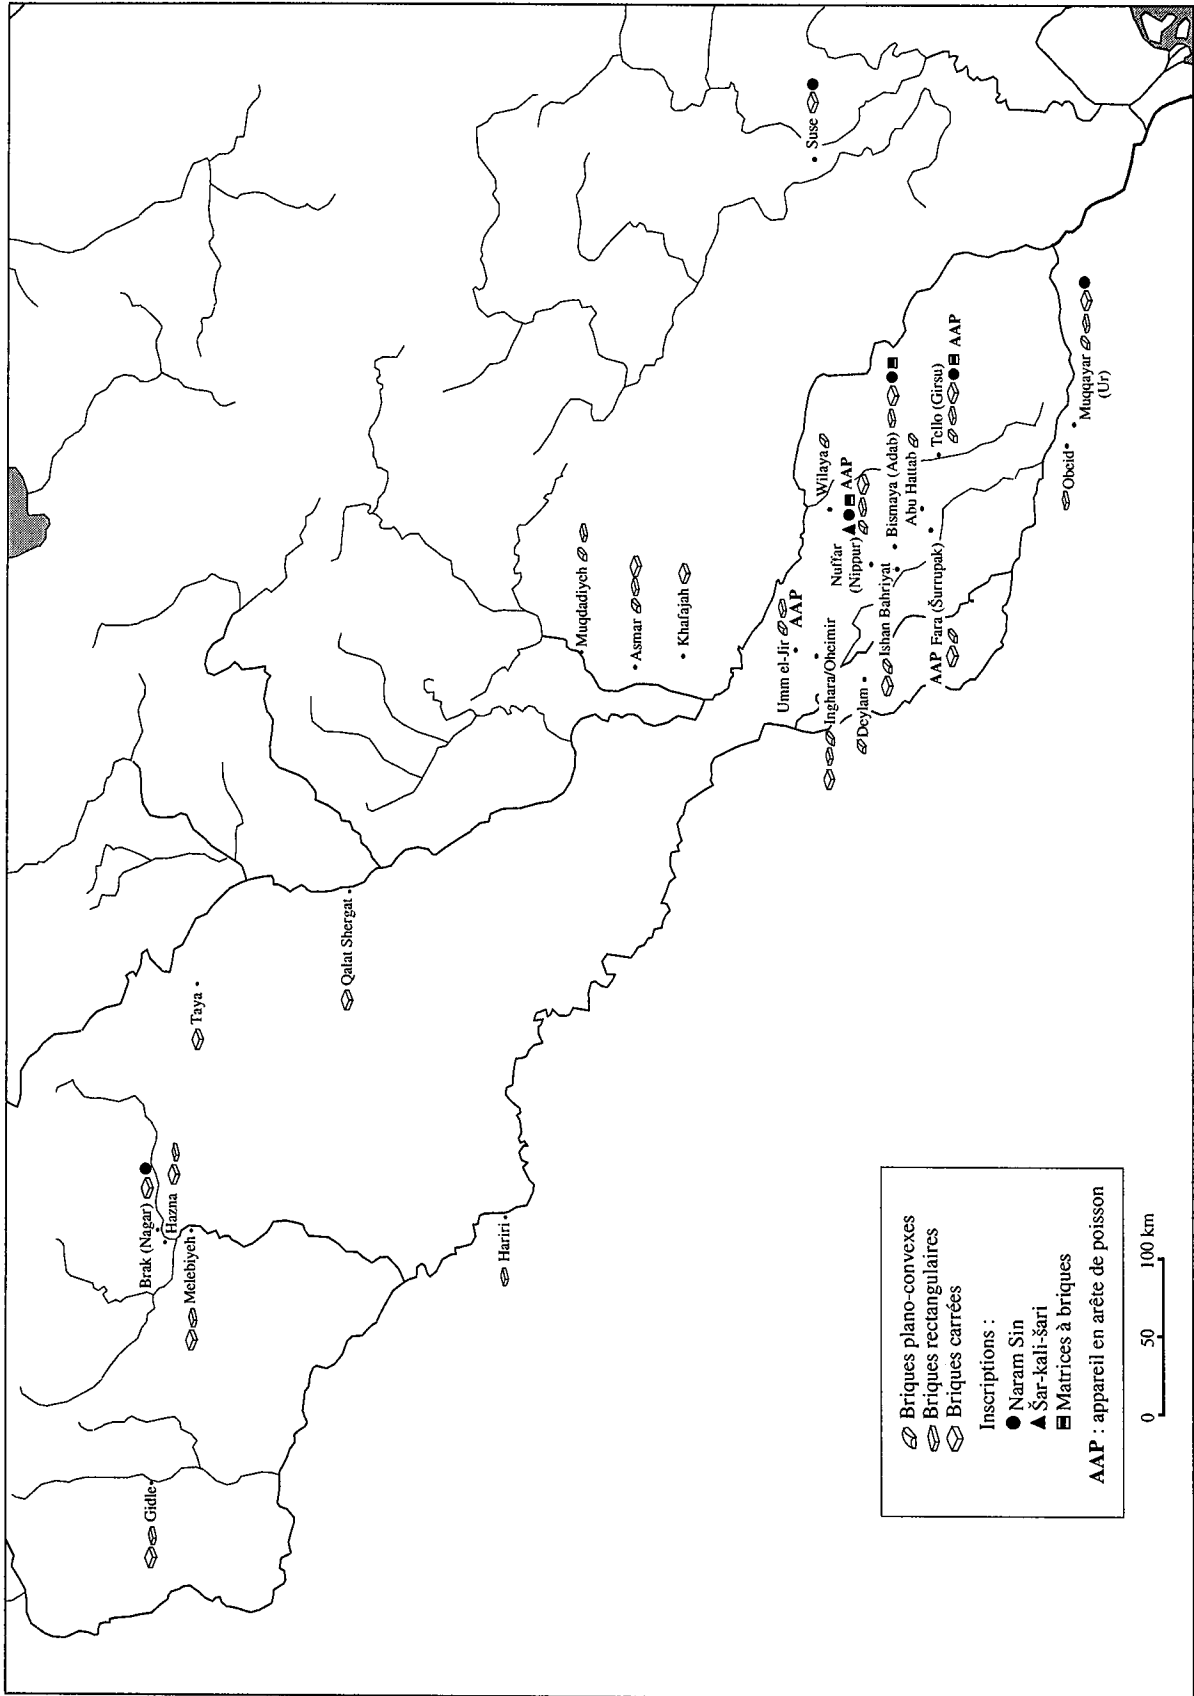 Gidle
Brak (Nagar)
Hazna
Melebiyeh
Taya
Qalat Shergat
Hariri
Muqdadiyeh
Asmar
Khafajah
Umm el-Jir
AAP
Inghara/Oheimir
Deylam
Wilaya
Nuffar
(Nippur)
AAP
Ishan Bahriyat
Bismaya (Adab)
Abu Hattab
AAP Fara (Šurrupak)
Tello (Girsu)
AAP
Obeid
Muqqayar
(Ur)
Suse
Briques plano-convexes
Briques rectangulaires
Briques carrées
Inscriptions :
Naram Sin
Šar-kali-šari
Matrices à briques
AAP : appareil en arête de poisson
0 50 100 km